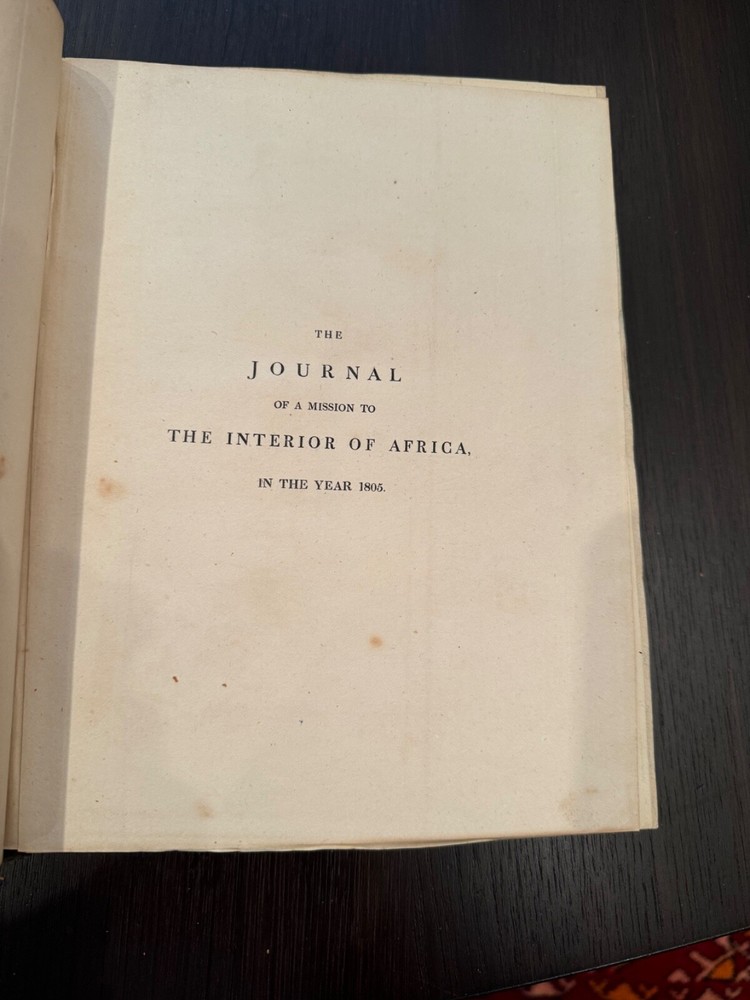 THE
JOURNAL
OF A MISSION TO
THE INTERIOR OF AFRICA,
IN THE YEAR 1805.